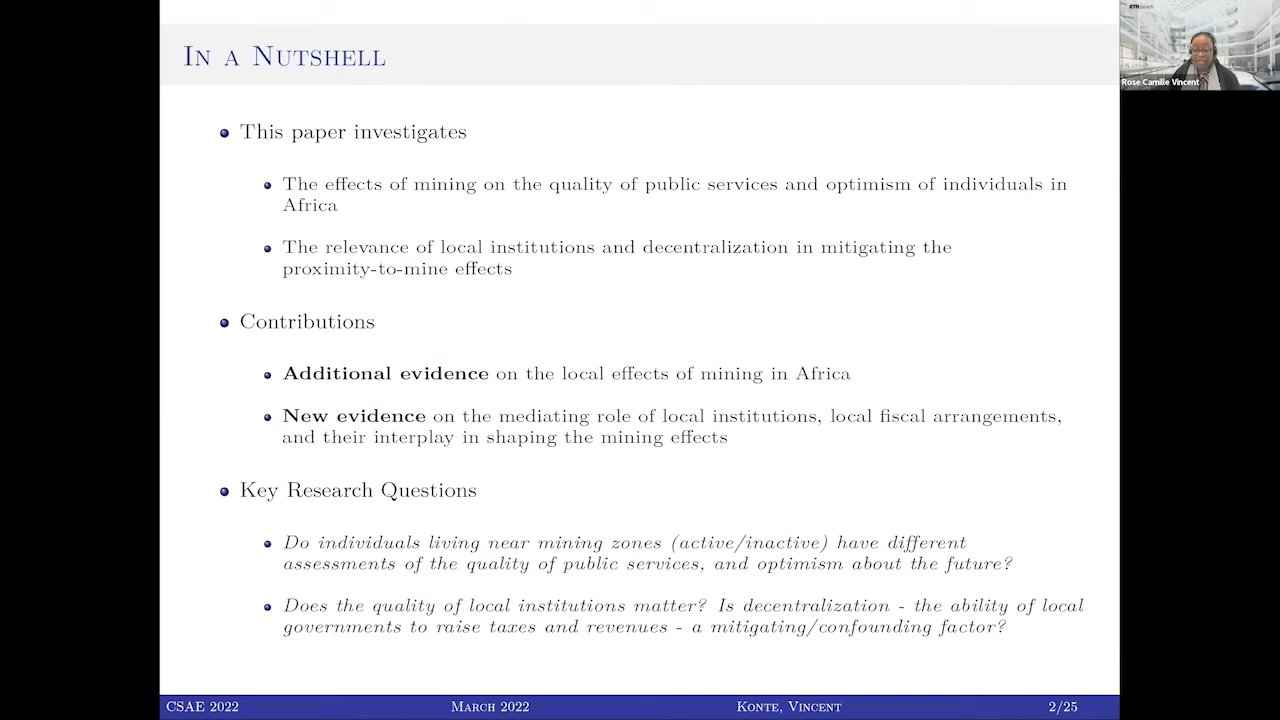 ETH zürich
Rose Camille Vincent
IN A NUTSHELL
This paper investigates
The effects of mining on the quality of public services and optimism of individuals in
Africa
The relevance of local institutions and decentralization in mitigating the
proximity-to-mine effects
Contributions
Additional evidence on the local effects of mining in Africa
New evidence on the mediating role of local institutions, local fiscal arrangements,
and their interplay in shaping the mining effects
Key Research Questions
Do individuals living near mining zones (active/inactive) have different
assessments of the quality of public services, and optimism about the future?
Does the quality of local institutions matter? Is decentralization - the ability of local
governments to raise taxes and revenues - a mitigating/confounding factor?
CSAE 2022 MARCH 2022 KONTE, VINCENT 2/25